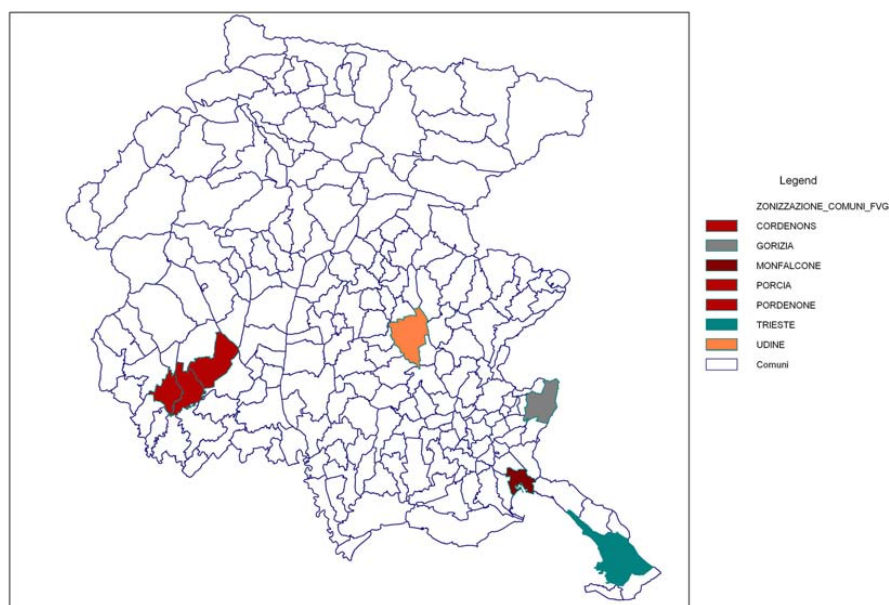 Legend
ZONIZZAZIONE_COMUNI_FVG
CORDENONS
GORIZIA
MONFALCONE
PORCIA
PORDENONE
TRIESTE
UDINE
Comuni